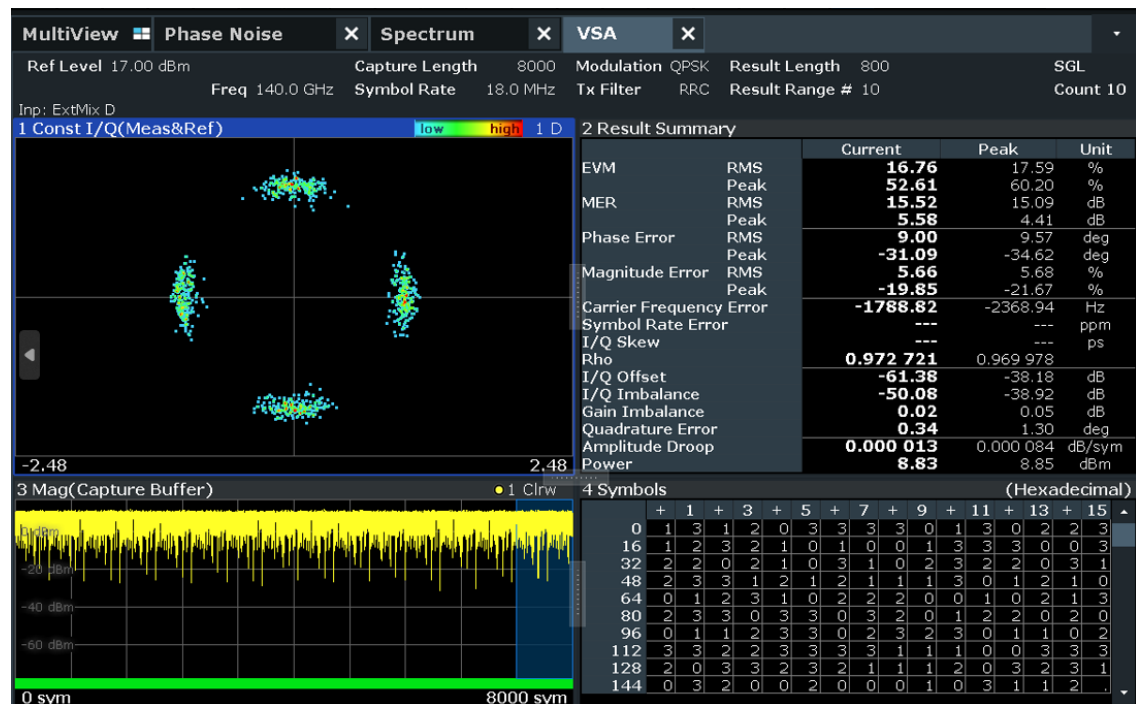 MultiView Phase Noise X Spectrum X VSA X
Ref Level 17.00 dBm Capture Length 8000 Modulation QPSK Result Length 800 SGL
Freq 140.0 GHz Symbol Rate 18.0 MHz Tx Filter RRC Result Range # 10 Count 10
Inp: ExtMix D
1 Const I/Q(Meas&Ref) low high 1 D
-2.48 2.48
2 Result Summary
Current Peak Unit
EVM RMS 16.76 17.59 %
Peak 52.61 60.20 %
MER RMS 15.52 15.09 dB
Peak 5.58 4.41 dB
Phase Error RMS 9.00 9.57 deg
Peak -31.09 -34.62 deg
Magnitude Error RMS 5.66 5.68 %
Peak -19.85 -21.67 %
Carrier Frequency Error -1788.82 -2368.94 Hz
Symbol Rate Error --- --- ppm
I/Q Skew --- --- ps
Rho 0.972 721 0.969 978
I/Q Offset -61.38 -38.18 dB
I/Q Imbalance -50.08 -38.92 dB
Gain Imbalance 0.02 0.05 dB
Quadrature Error 0.34 1.30 deg
Amplitude Droop 0.000 013 0.000 084 dB/sym
Power 8.83 8.85 dBm
3 Mag(Capture Buffer) 1 Clrw
0 dBm
-20 dBm
-40 dBm
-60 dBm
0 sym 8000 sym
4 Symbols (Hexadecimal)
+ 1 + 3 + 5 + 7 + 9 + 11 + 13 + 15
0 1 3 1 2 0 3 3 3 3 0 1 3 0 2 2 3
16 1 2 3 2 1 0 1 0 0 1 3 3 3 0 0 3
32 2 2 0 2 1 0 3 1 0 2 3 2 2 0 3 1
48 2 3 3 1 2 1 2 1 1 1 3 0 1 2 1 0
64 0 1 2 3 1 0 2 2 2 0 0 1 0 2 1 3
80 2 3 3 0 3 3 0 3 2 0 1 2 2 0 2 0
96 0 1 1 2 3 3 0 2 3 2 3 0 1 1 0 2
112 3 3 2 2 3 3 3 3 1 1 1 0 0 3 3 3
128 2 0 3 3 2 3 2 1 1 1 2 0 3 2 3 1
144 0 3 2 0 0 2 0 0 0 1 0 3 1 1 2 .